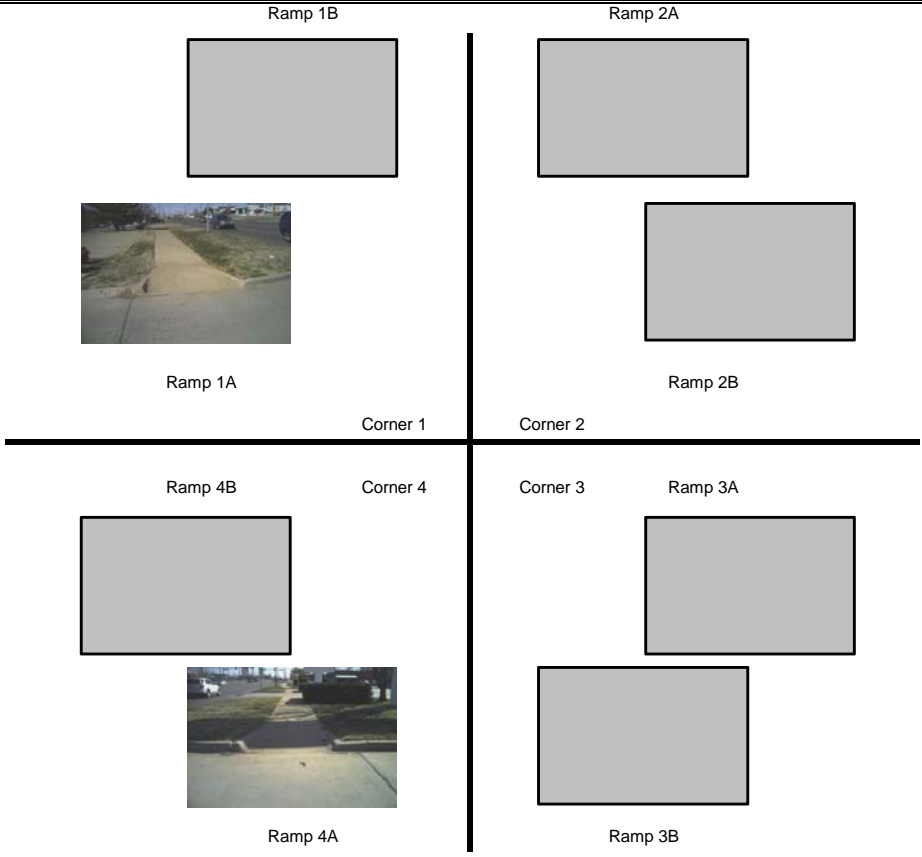 Ramp 1B Ramp 2A
Ramp 1A Ramp 2B
Corner 1 Corner 2
Ramp 4B Corner 4 Corner 3 Ramp 3A
Ramp 4A Ramp 3B